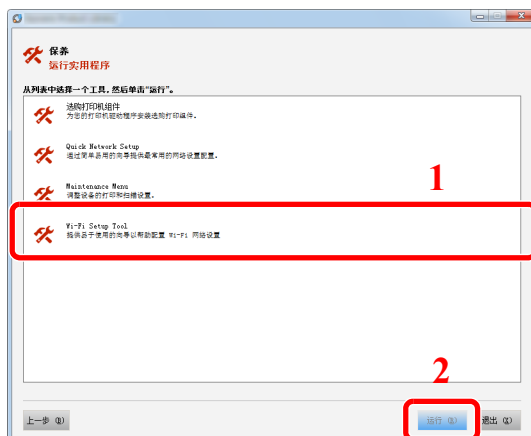 保养
运行实用程序
从列表中选择一个工具，然后单击“运行”。
选购打印机组件
为您的打印机驱动程序安装选购打印组件。
Quick Network Setup
通过简单易用的向导提供最常用的网络设置配置。
Maintenance Menu
调整设备的打印和扫描设置。
1
Wi-Fi Setup Tool
提供易于使用的向导以帮助配置 Wi-Fi 网络设置
2
上一步 (B)
运行 (R)
退出 (X)